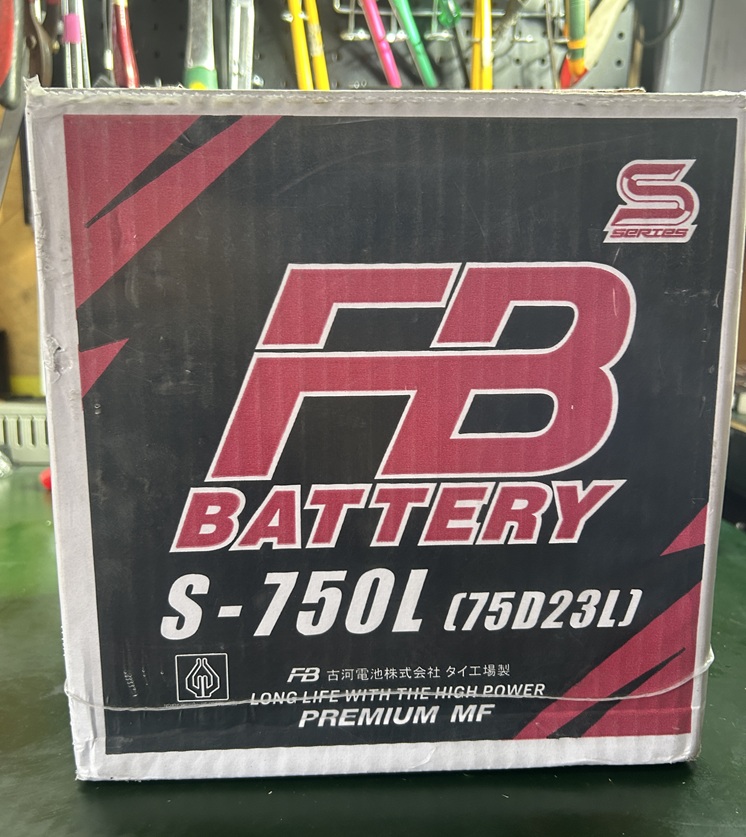 S
SERIES
FB
BATTERY
S-750L (75D23L)
FB 古河電池株式会社 タイ工場製
LONG LIFE WITH THE HIGH POWER
PREMIUM MF